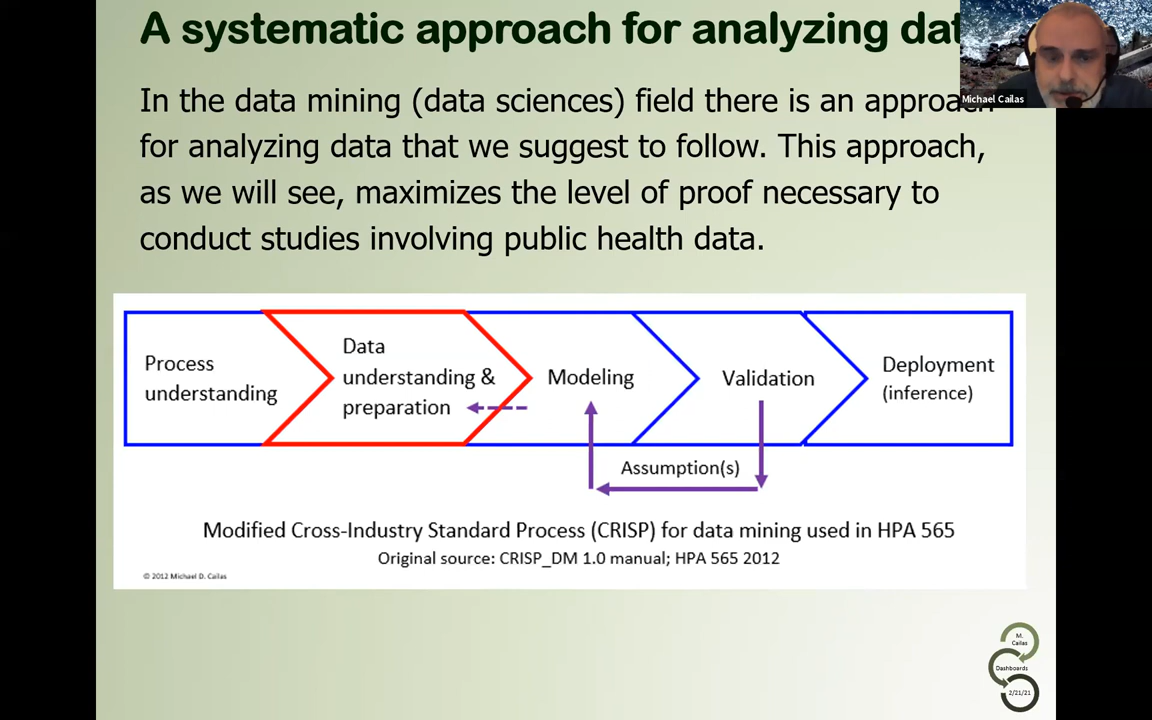 A systematic approach for analyzing dat
Michael Cailas
In the data mining (data sciences) field there is an approach
for analyzing data that we suggest to follow. This approach,
as we will see, maximizes the level of proof necessary to
conduct studies involving public health data.
Process
understanding
Data
understanding &
preparation
Modeling
Validation
Deployment
(inference)
Assumption(s)
Modified Cross-Industry Standard Process (CRISP) for data mining used in HPA 565
Original source: CRISP_DM 1.0 manual; HPA 565 2012
© 2012 Michael D. Cailas
M.
Cailas
Dashboards
2/21/21